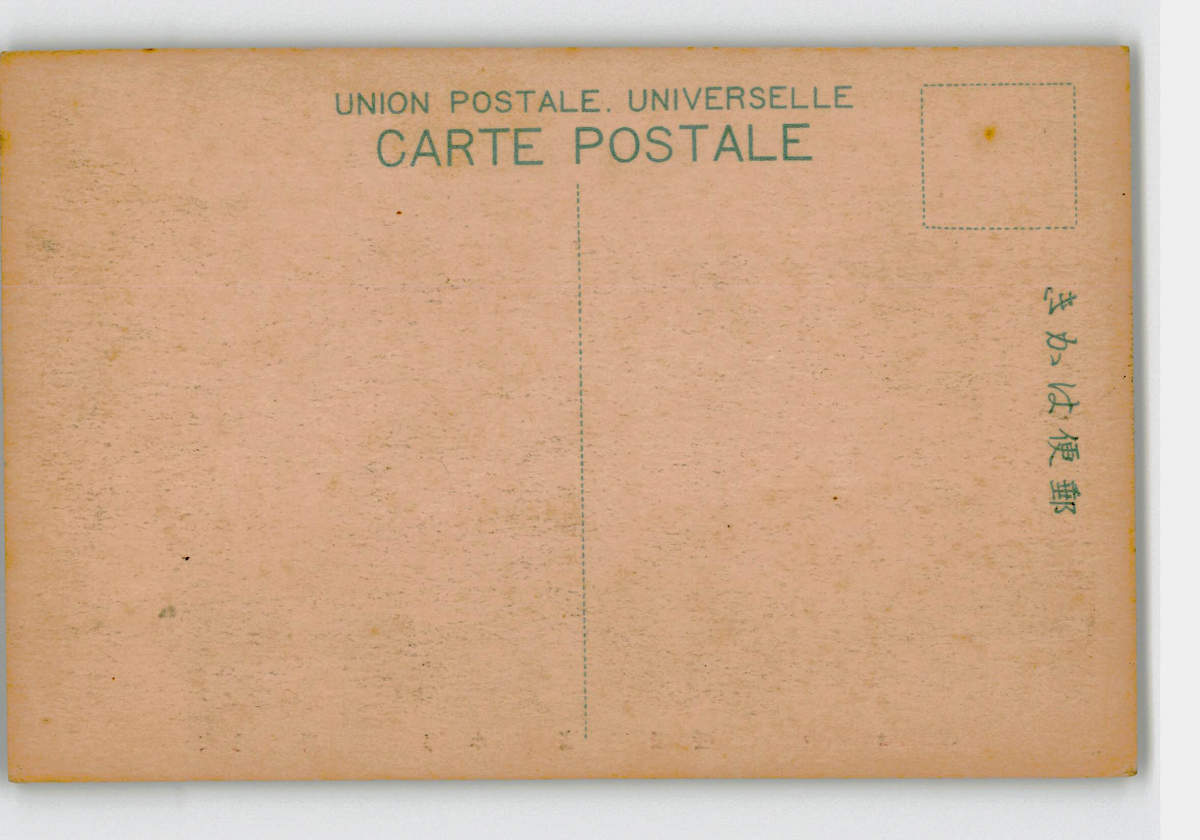 UNION POSTALE. UNIVERSELLE
CARTE POSTALE
郵便はかき